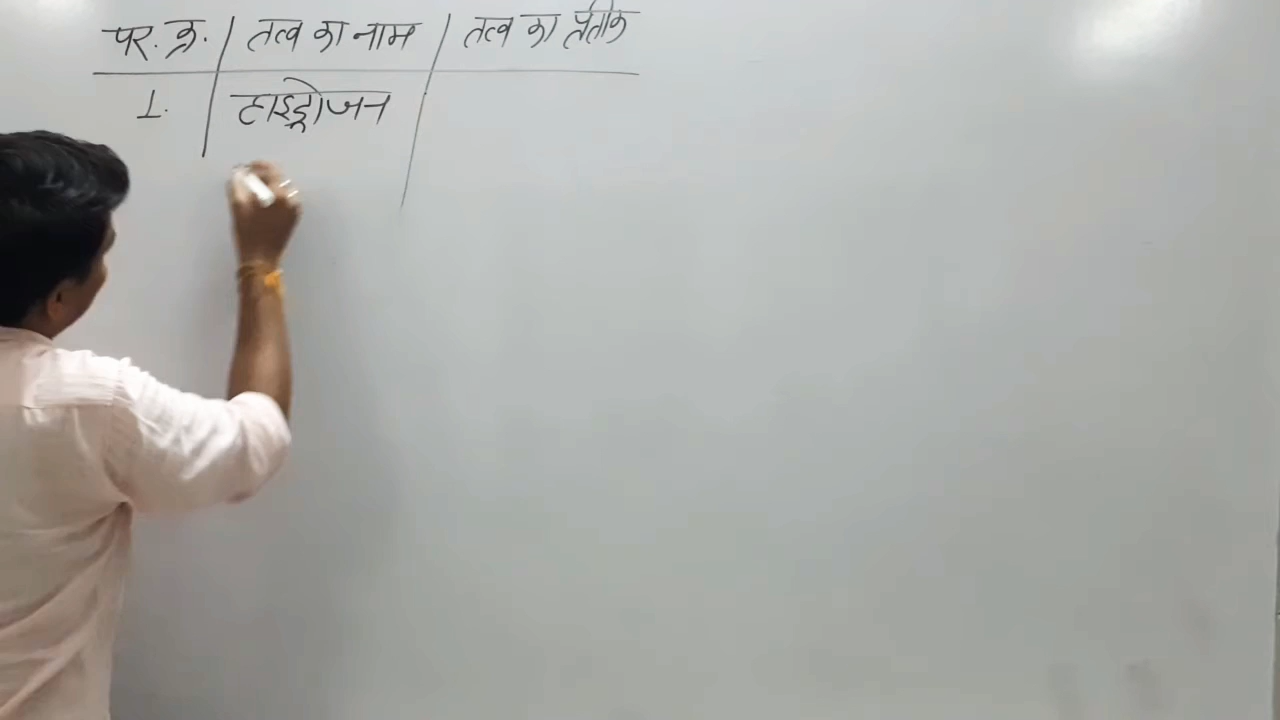 पर. क्र. तत्व का नाम तत्व का प्रतीक
1. हाइड्रोजन